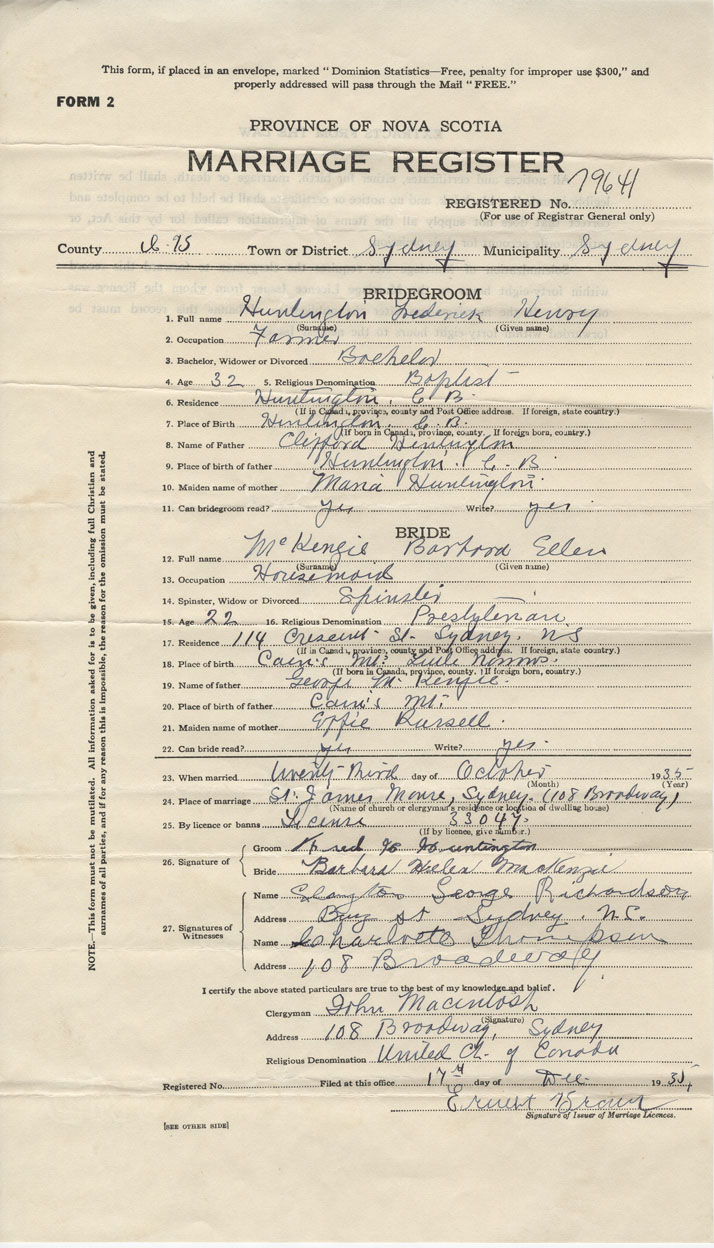 This form, if placed in an envelope, marked “ Dominion Statistics—Free, penalty for improper use $300,” and
properly addressed will pass through the Mail “ FREE.”
FORM 2
PROVINCE OF NOVA SCOTIA
MARRIAGE REGISTER
REGISTERED No. 7964
(For use of Registrar General only)
County C. B. Town or District Sydney Municipality Sydney
BRIDEGROOM
1. Full name Huntington Frederick Henry
(Surname) (Given name)
2. Occupation Farmer
3. Bachelor, Widower or Divorced Bachelor
4. Age 32 5. Religious Denomination Baptist
6. Residence Huntington, C. B.
(If in Canada, province, county and Post Office address. If foreign, state country.)
7. Place of Birth Huntington. C. B.
(If born in Canada, province, county. If foreign born, country.)
8. Name of Father Clifford Huntington
9. Place of birth of father Huntington. C. B
10. Maiden name of mother Maria Huntington
11. Can bridegroom read? yes Write? yes
BRIDE
12. Full name McKenzie Barbara Ellen
(Surname) (Given name)
13. Occupation Housemaid
14. Spinster, Widow or Divorced Spinster
15. Age 22 16. Religious Denomination Presbyterian
17. Residence 114 Crescent St. Sydney. N S
(If in Canada, province, county and Post Office address. If foreign, state country.)
18. Place of birth Cain's Mt. Little Narrows.
(If born in Canada, province, county. If foreign born, country.)
19. Name of father George McKenzie.
20. Place of birth of father Cain's Mt.
21. Maiden name of mother Effie Russell.
22. Can bride read? yes Write? yes.
23. When married twenty third day of October 1935
(Month) (Year)
24. Place of marriage St. James Manse, Sydney. (108 Broadway)
(Name of church or clergyman's residence or location of dwelling house)
25. By licence or banns License 33047.
(If by licence, give number.)
26. Signature of
Groom Fred H. Huntington
Bride Barbara Helen MacKenzie
27. Signatures of Witnesses
Name George Richardson
Address St Sydney. N.S.
Name Charlotte Thompson
Address 108 Broadway
I certify the above stated particulars are true to the best of my knowledge and belief.
Clergyman John Macintosh
(Signature)
Address 108 Broadway, Sydney
Religious Denomination United Ch. of Canada
Registered No. Filed at this office 17th day of Dec. 1935
Ernest Brown
Signature of Issuer of Marriage Licences.
[SEE OTHER SIDE]
NOTE.—This form must not be mutilated. All information asked for is to be given, including full Christian and
surnames of all parties, and if for any reason this is impossible, the reason for the omission must be stated.